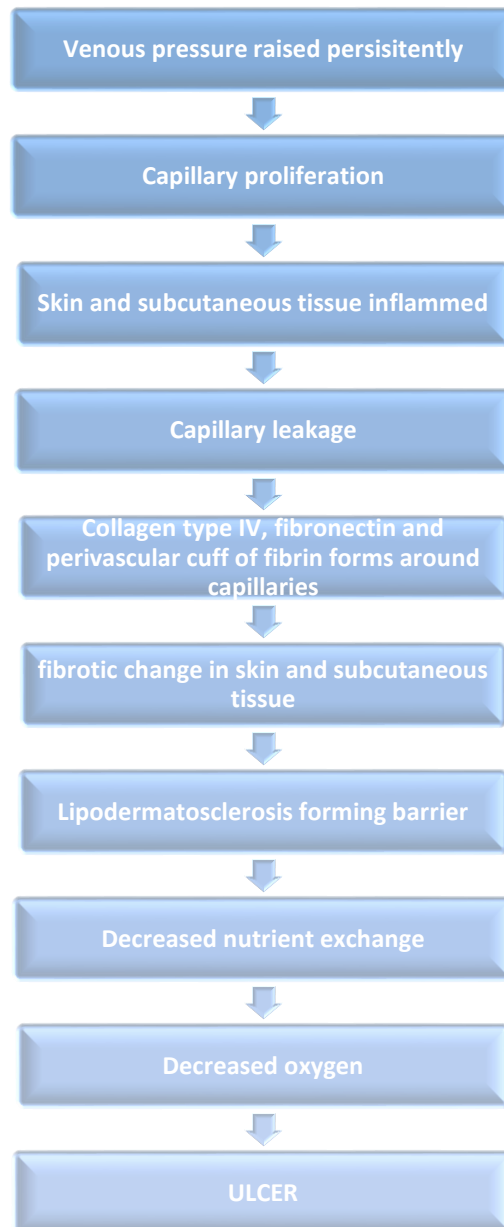 Venous pressure raised persisitently
Capillary proliferation
Skin and subcutaneous tissue inflammed
Capillary leakage
Collagen type IV, fibronectin and
perivascular cuff of fibrin forms around
capillaries
fibrotic change in skin and subcutaneous
tissue
Lipodermatosclerosis forming barrier
Decreased nutrient exchange
Decreased oxygen
ULCER